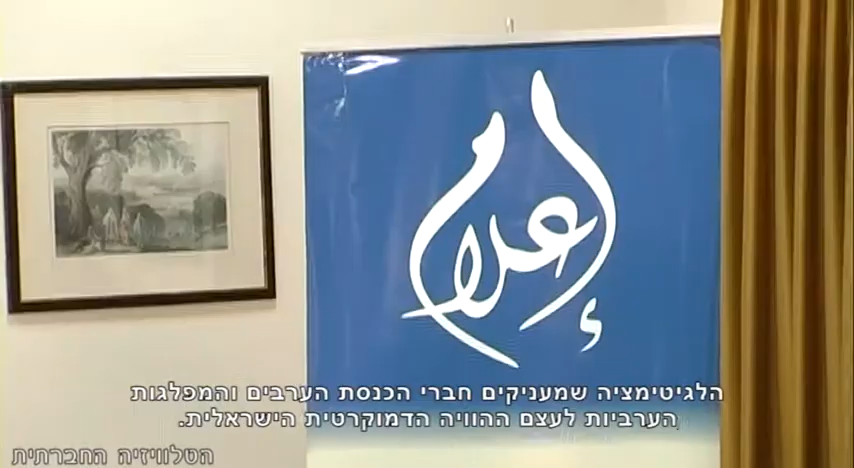 إعلام
הלגיטימציה שמעניקים חברי הכנסת הערבים והמפלגות
הערביות לעצם ההוויה הדמוקרטית הישראלית.
הטלוויזיה החברתית